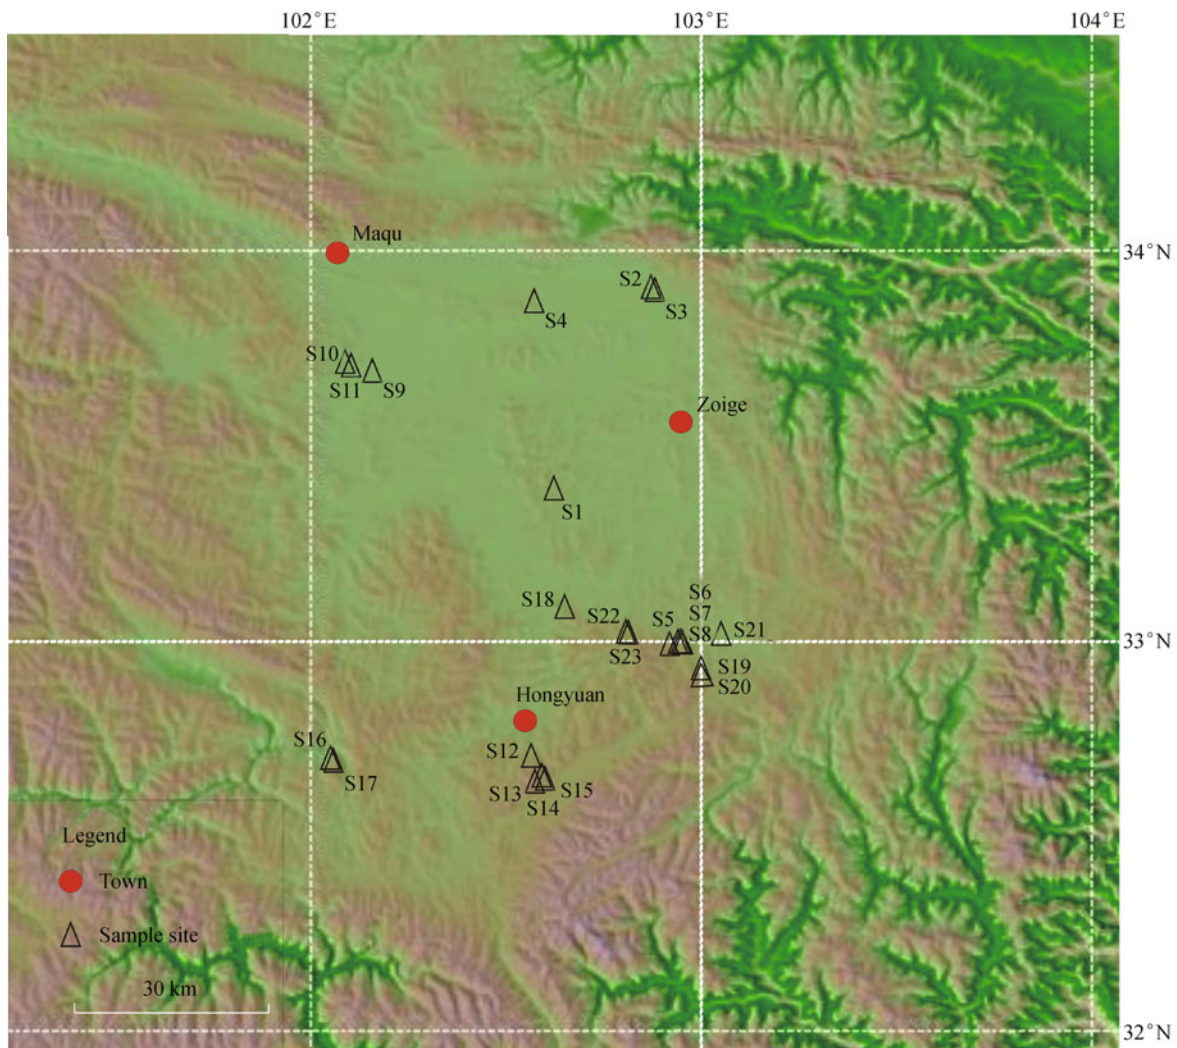 102°E 103°E 104°E
Maqu
34°N
S2
S3
S4
S10
S11 S9
Zoige
S1
S6
S18
S7
S22 S5
S8 S21
33°N
S23
S19
S20
Hongyuan
S16
S12
S17
S13 S15
S14
Legend
Town
Sample site
30 km
32°N